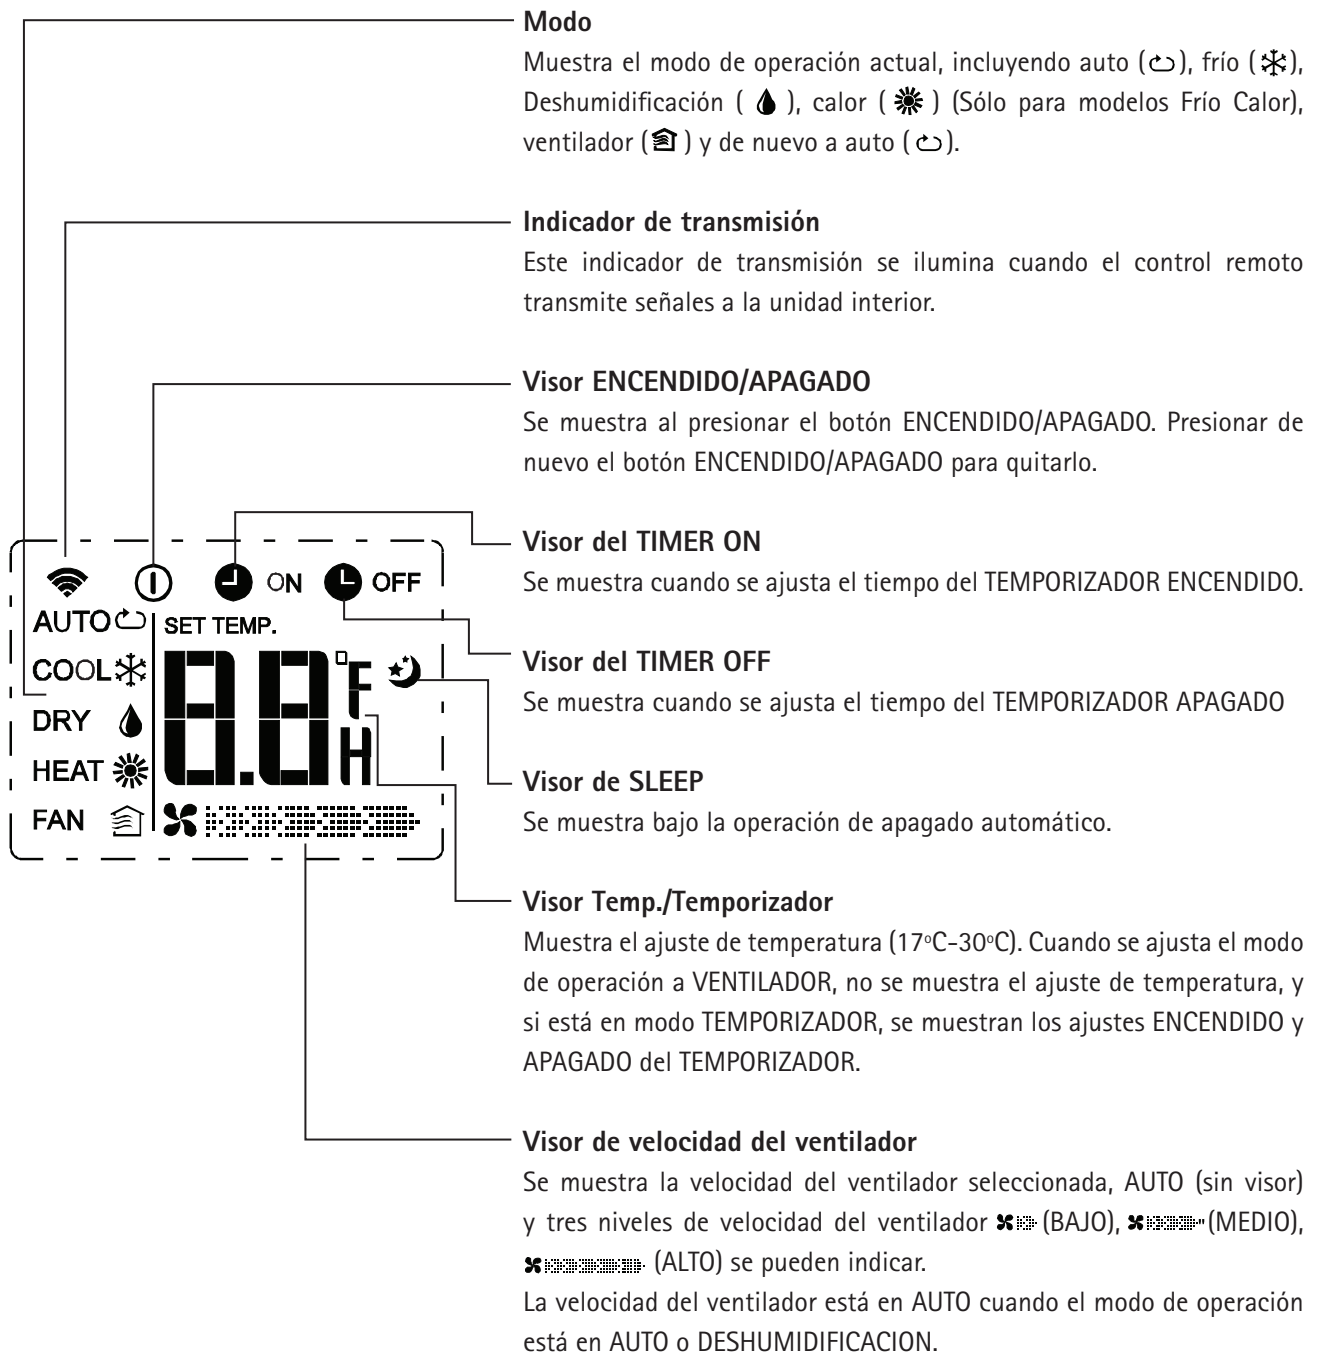 Modo
Muestra el modo de operación actual, incluyendo auto ( ), frío ( ),
Deshumidificación ( ), calor ( ) (Sólo para modelos Frío Calor),
ventilador ( ) y de nuevo a auto ( ).
Indicador de transmisión
Este indicador de transmisión se ilumina cuando el control remoto
transmite señales a la unidad interior.
Visor ENCENDIDO/APAGADO
Se muestra al presionar el botón ENCENDIDO/APAGADO. Presionar de
nuevo el botón ENCENDIDO/APAGADO para quitarlo.
Visor del TIMER ON
Se muestra cuando se ajusta el tiempo del TEMPORIZADOR ENCENDIDO.
Visor del TIMER OFF
Se muestra cuando se ajusta el tiempo del TEMPORIZADOR APAGADO
Visor de SLEEP
Se muestra bajo la operación de apagado automático.
Visor Temp./Temporizador
Muestra el ajuste de temperatura (17ºC-30ºC). Cuando se ajusta el modo
de operación a VENTILADOR, no se muestra el ajuste de temperatura, y
si está en modo TEMPORIZADOR, se muestran los ajustes ENCENDIDO y
APAGADO del TEMPORIZADOR.
Visor de velocidad del ventilador
Se muestra la velocidad del ventilador seleccionada, AUTO (sin visor)
y tres niveles de velocidad del ventilador (BAJO), (MEDIO),
(ALTO) se pueden indicar.
La velocidad del ventilador está en AUTO cuando el modo de operación
está en AUTO o DESHUMIDIFICACION.
ON OFF
AUTO
COOL
DRY
HEAT
FAN
SET TEMP.
8.8 °F
H